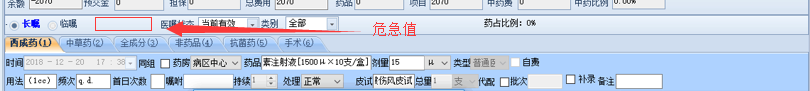 余额 -2070 预交金 0 担保 0 总费用 2070 药品 0 项目 2070 中药费 0 中药比 0.00%
长嘱 临嘱 医嘱状态 当前有效 类别 全部 危急值 药占比例: 0%
西成药(1) 中草药(2) 全成分(3) 非药品(4) 抗菌药(5) 手术(6)
时间 2018 - 12 - 20 17 : 38 同组 药房 病区中心 药品 素注射液[1500μ×10支/盒] 剂量 15 μ 类型 普通 自费
用法 (1cc) 频次 q.d. 首日次数 嘱咐 持续 1 处理 正常 皮试 破伤风皮试 总量 1 支 代配 批次 补录 备注